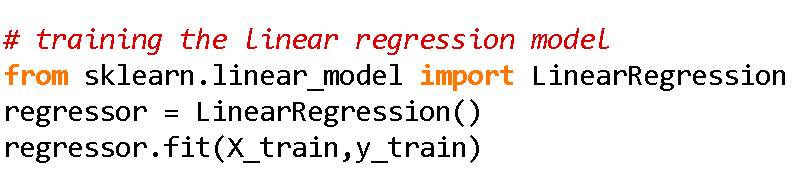 # training the linear regression model
from sklearn.linear_model import LinearRegression
regressor = LinearRegression()
regressor.fit(X_train,y_train)